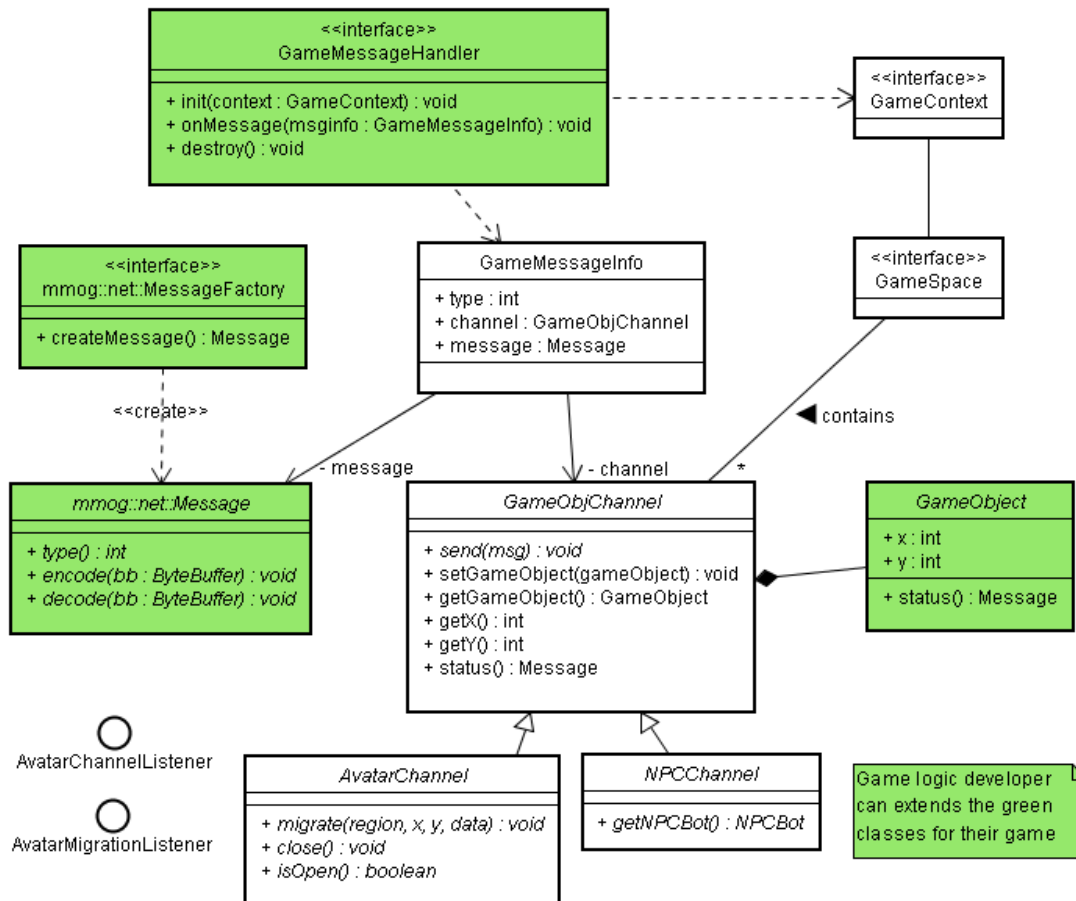 <<interface>>
GameMessageHandler
+ init(context : GameContext) : void
+ onMessage(msginfo : GameMessageInfo) : void
+ destroy() : void
<<interface>>
GameContext
<<interface>>
mmog::net::MessageFactory
+ createMessage() : Message
GameMessageInfo
+ type : int
+ channel : GameObjChannel
+ message : Message
<<interface>>
GameSpace
<<create>>
contains
- message
- channel
*
mmog::net::Message
+ type() : int
+ encode(bb : ByteBuffer) : void
+ decode(bb : ByteBuffer) : void
GameObjChannel
+ send(msg) : void
+ setGameObject(gameObject) : void
+ getGameObject() : GameObject
+ getX() : int
+ getY() : int
+ status() : Message
GameObject
+ x : int
+ y : int
+ status() : Message
AvatarChannelListener
AvatarMigrationListener
AvatarChannel
+ migrate(region, x, y, data) : void
+ close() : void
+ isOpen() : boolean
NPCChannel
+ getNPCBot() : NPCBot
Game logic developer
can extends the green
classes for their game